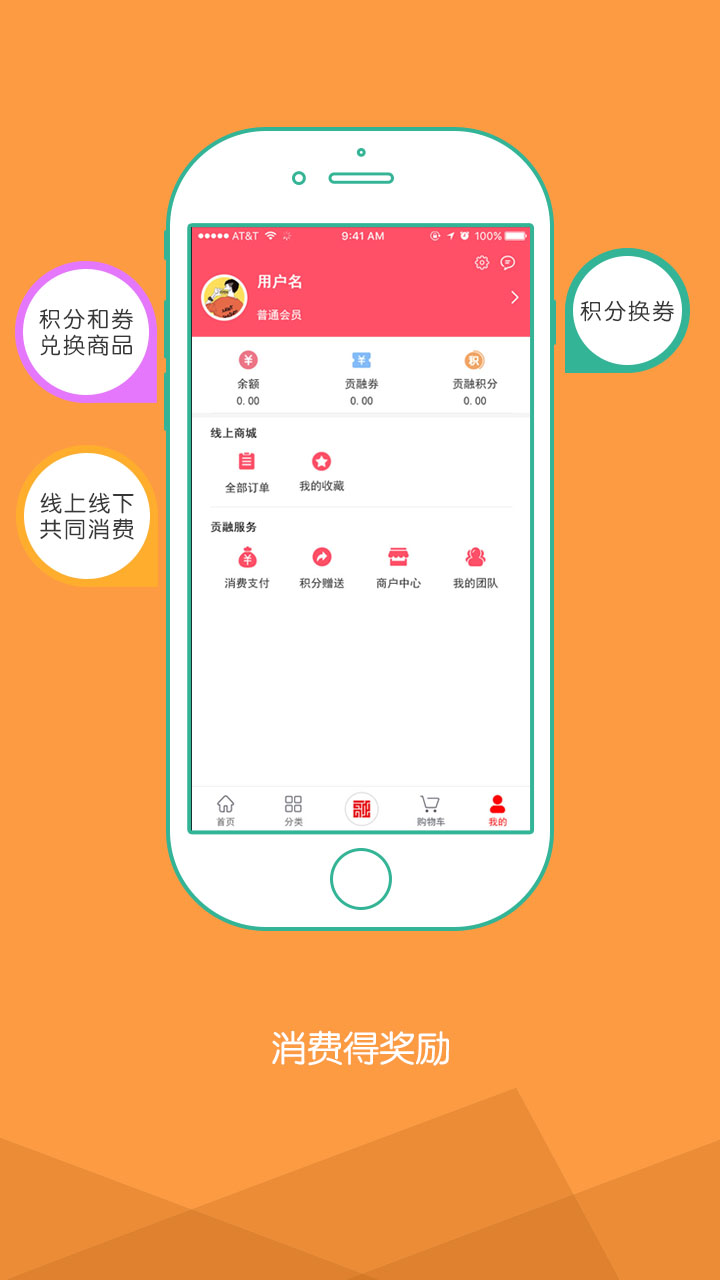 AT&T 9:41 AM 100%
用户名
普通会员
积分和券
兑换商品
积分换券
线上线下
共同消费
余额 贡融券 贡融积分
0.00 0.00 0.00
线上商城
全部订单 我的收藏
贡融服务
消费支付 积分赠送 商户中心 我的团队
首页 分类 融 购物车 我的
消费得奖励